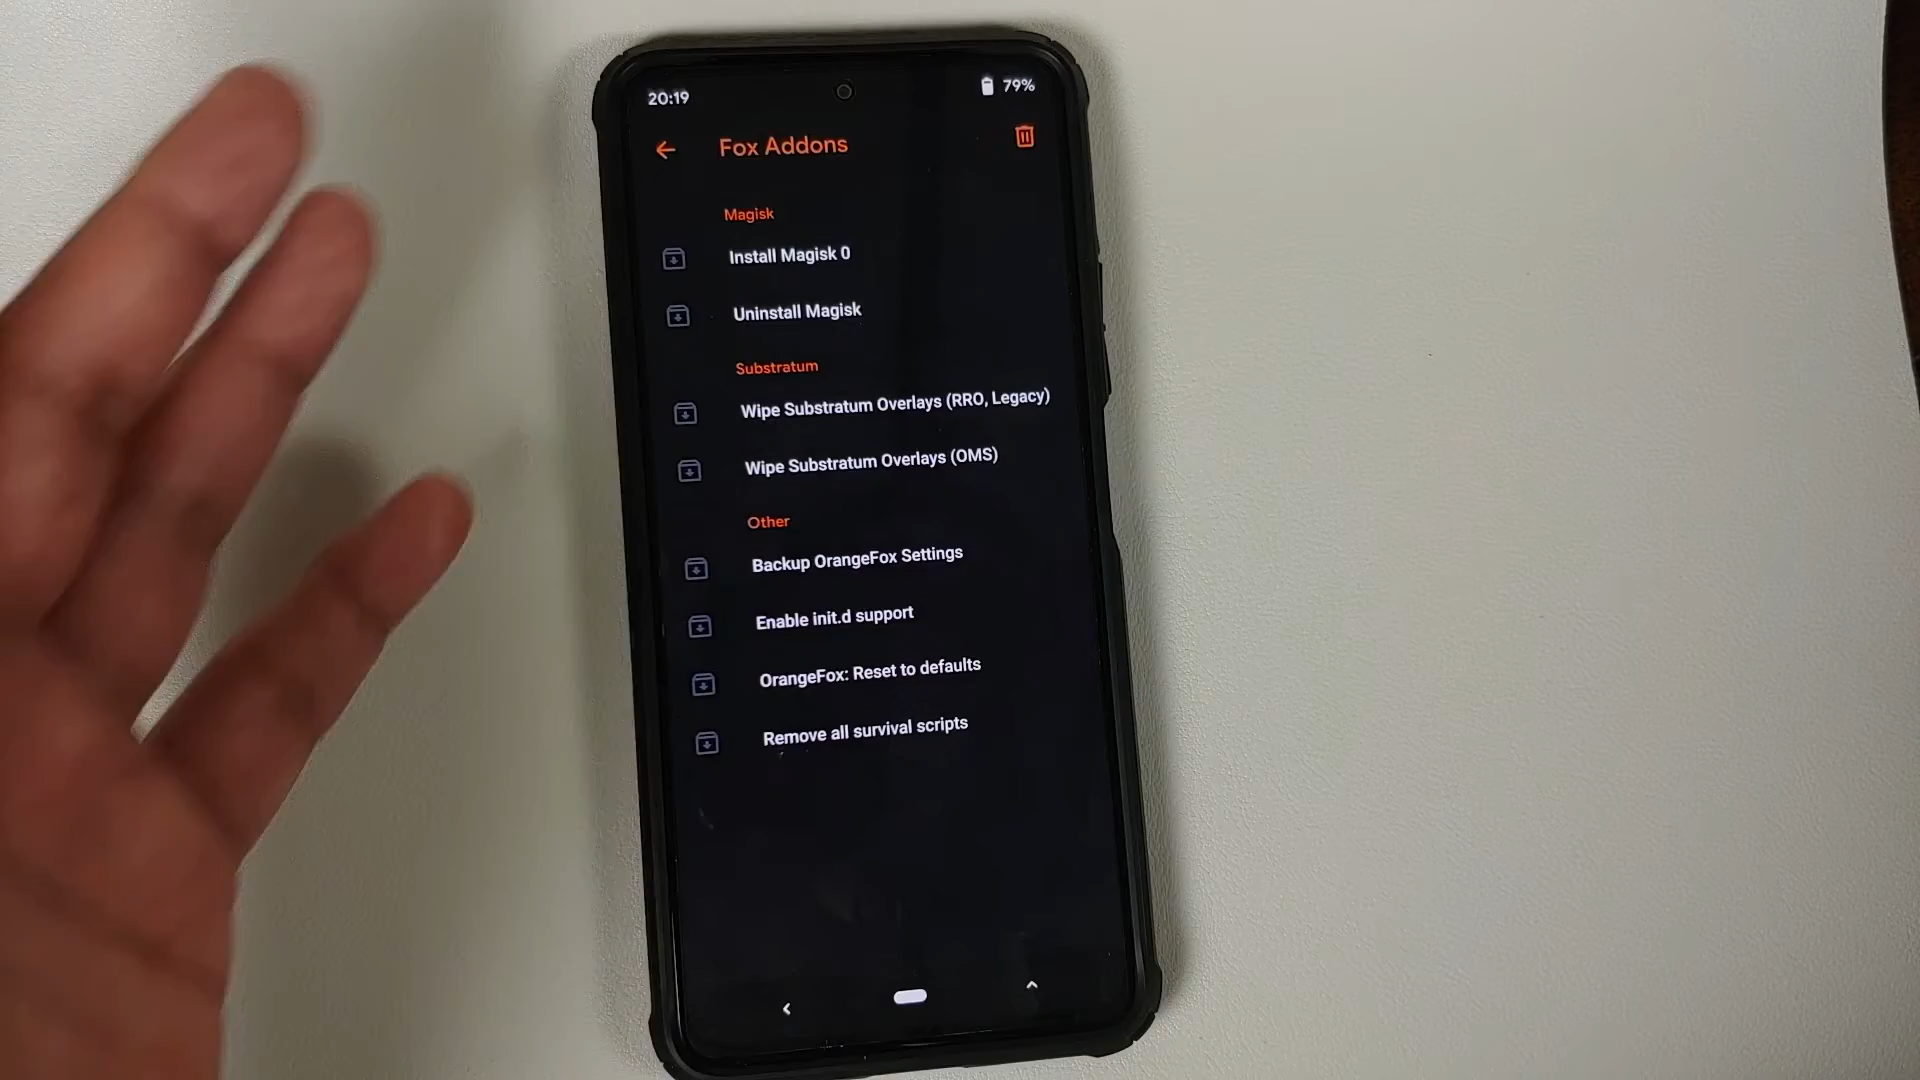 20:19
79%
Fox Addons
Magisk
Install Magisk 0
Uninstall Magisk
Substratum
Wipe Substratum Overlays (RRO, Legacy)
Wipe Substratum Overlays (OMS)
Other
Backup OrangeFox Settings
Enable init.d support
OrangeFox: Reset to defaults
Remove all survival scripts